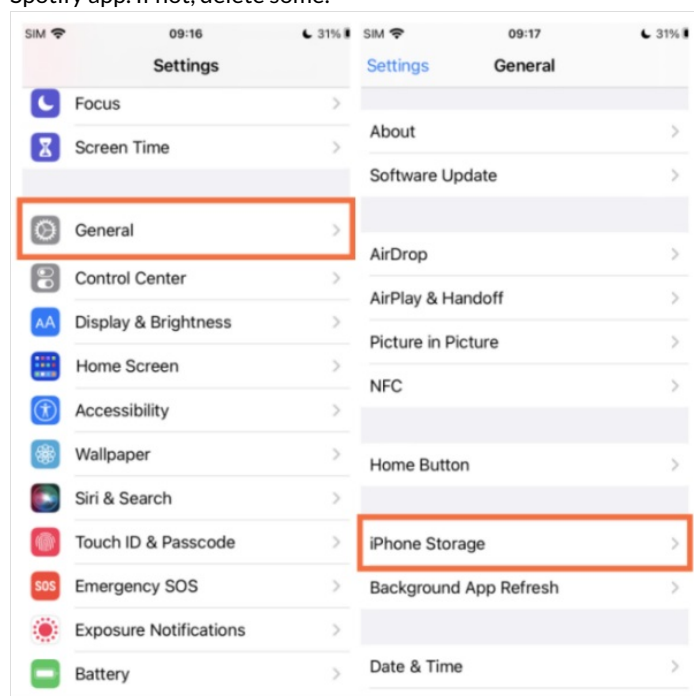 Spotify app. If not, delete some.
SIM 09:16 31%
Settings
Focus
Screen Time
General
Control Center
AA Display & Brightness
Home Screen
Accessibility
Wallpaper
Siri & Search
Touch ID & Passcode
SOS Emergency SOS
Exposure Notifications
Battery
SIM 09:17 31%
Settings General
About
Software Update
AirDrop
AirPlay & Handoff
Picture in Picture
NFC
Home Button
iPhone Storage
Background App Refresh
Date & Time